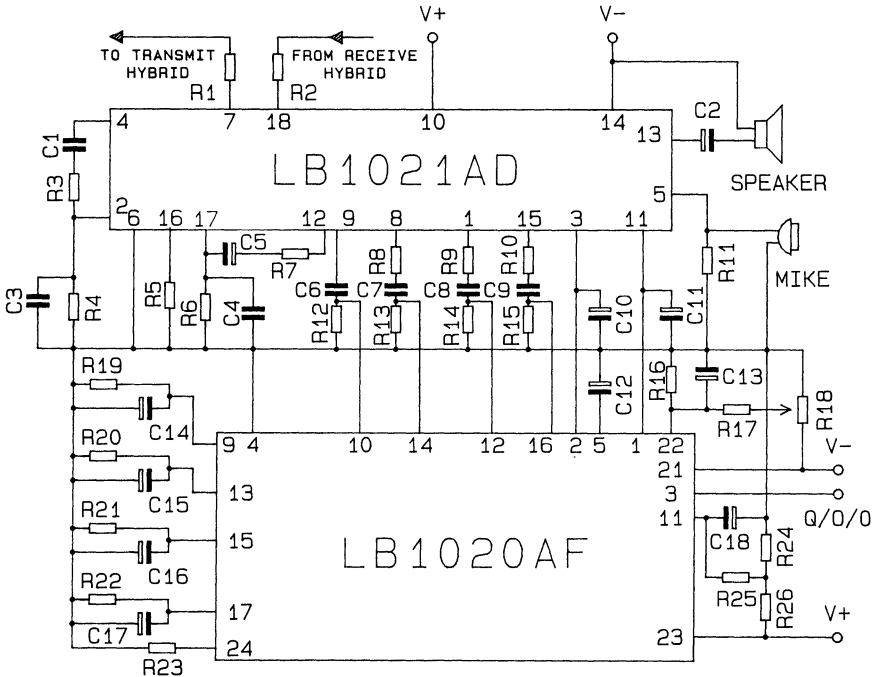 V+
V-
TO TRANSMIT
HYBRID
FROM RECEIVE
HYBRID
R1
R2
C2
4
7
18
10
14
13
C1
LB1021AD
SPEAKER
R3
5
2
6
16
17
12
9
8
1
15
3
11
C5
R7
R8
R9
R10
R11
MIKE
C3
R4
R5
R6
C4
C6
C7
C8
C9
C10
C11
R12
R13
R14
R15
R19
C12
R16
C13
C14
R17
R18
R20
9
4
10
14
12
16
2
5
1
22
V-
21
C15
13
3
Q/O/O
R21
11
C18
R24
C16
15
LB1020AF
R22
R25
R26
C17
17
V+
R23
24
23